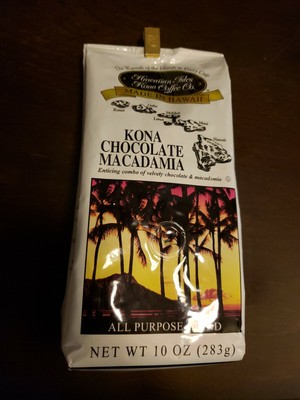 Hawaiian Isles
Kona Coffee Co.
MADE IN HAWAII
KONA
CHOCOLATE
MACADAMIA
Enticing combo of velvety chocolate & macadamia
ALL PURPOSE
NET WT 10 OZ (283g)